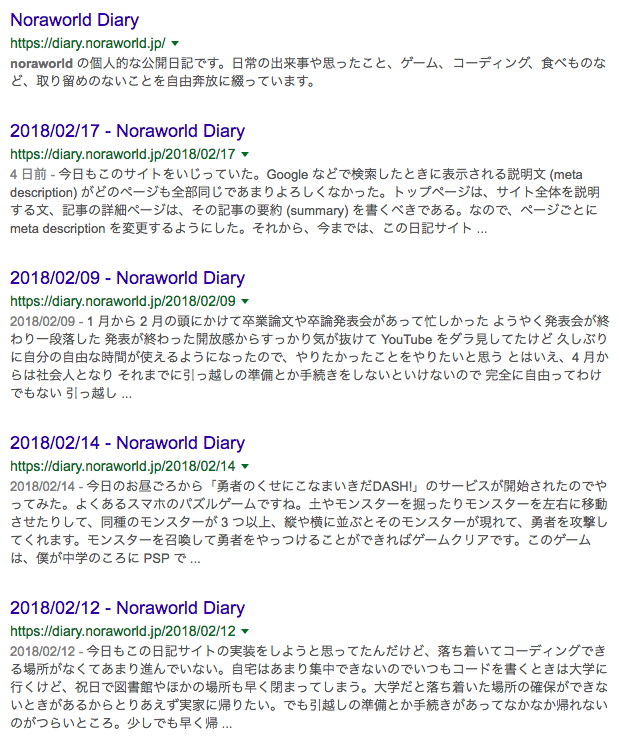 Noraworld Diary
https://diary.noraworld.jp/
noraworld の個人的な公開日記です。日常の出来事や思ったこと、ゲーム、コーディング、食べものな
ど、取り留めのないことを自由奔放に綴っています。
2018/02/17 - Noraworld Diary
https://diary.noraworld.jp/2018/02/17
4 日前 - 今日もこのサイトをいじっていた。Google などで検索したときに表示される説明文 (meta
description) がどのページも全部同じであまりよろしくなかった。トップページは、サイト全体を説明
する文、記事の詳細ページは、その記事の要約 (summary) を書くべきである。なので、ページごとに
meta description を変更するようにした。それから、今までは、この日記サイト ...
2018/02/09 - Noraworld Diary
https://diary.noraworld.jp/2018/02/09
2018/02/09 - 1 月から 2 月の頭にかけて卒業論文や卒論発表会があって忙しかった ようやく発表会が終
わり一段落した 発表が終わった開放感からすっかり気が抜けて YouTube をダラ見してたけど 久しぶり
に自分の自由な時間が使えるようになったので、やりたかったことをやりたいと思う とはいえ、4 月か
らは社会人となり それまでに引っ越しの準備とか手続きをしないといけないので 完全に自由ってわけ
でもない 引っ越し ...
2018/02/14 - Noraworld Diary
https://diary.noraworld.jp/2018/02/14
2018/02/14 - 今日のお昼ごろから「勇者のくせにこなまいきだDASH!」のサービスが開始されたのでや
ってみた。よくあるスマホのパズルゲームですね。土やモンスターを掘ったりモンスターを左右に移動
させたりして、同種のモンスターが 3 つ以上、縦や横に並ぶとそのモンスターが現れて、勇者を攻撃し
てくれます。モンスターを召喚して勇者をやっつけることができればゲームクリアです。このゲーム
は、僕が中学のころに PSP で ...
2018/02/12 - Noraworld Diary
https://diary.noraworld.jp/2018/02/12
2018/02/12 - 今日もこの日記サイトの実装をしようと思ってたんだけど、落ち着いてコーディングでき
る場所がなくてあまり進んでいない。自宅はあまり集中できないのでいつもコードを書くときは大学に
行くけど、祝日で図書館やほかの場所も早く閉まってしまう。大学だと落ち着いた場所の確保ができな
いときがあるからとりあえず実家に帰りたい。でも引越しの準備とか手続きがあってなかなか帰れない
のがつらいところ。少しでも早く帰 ...